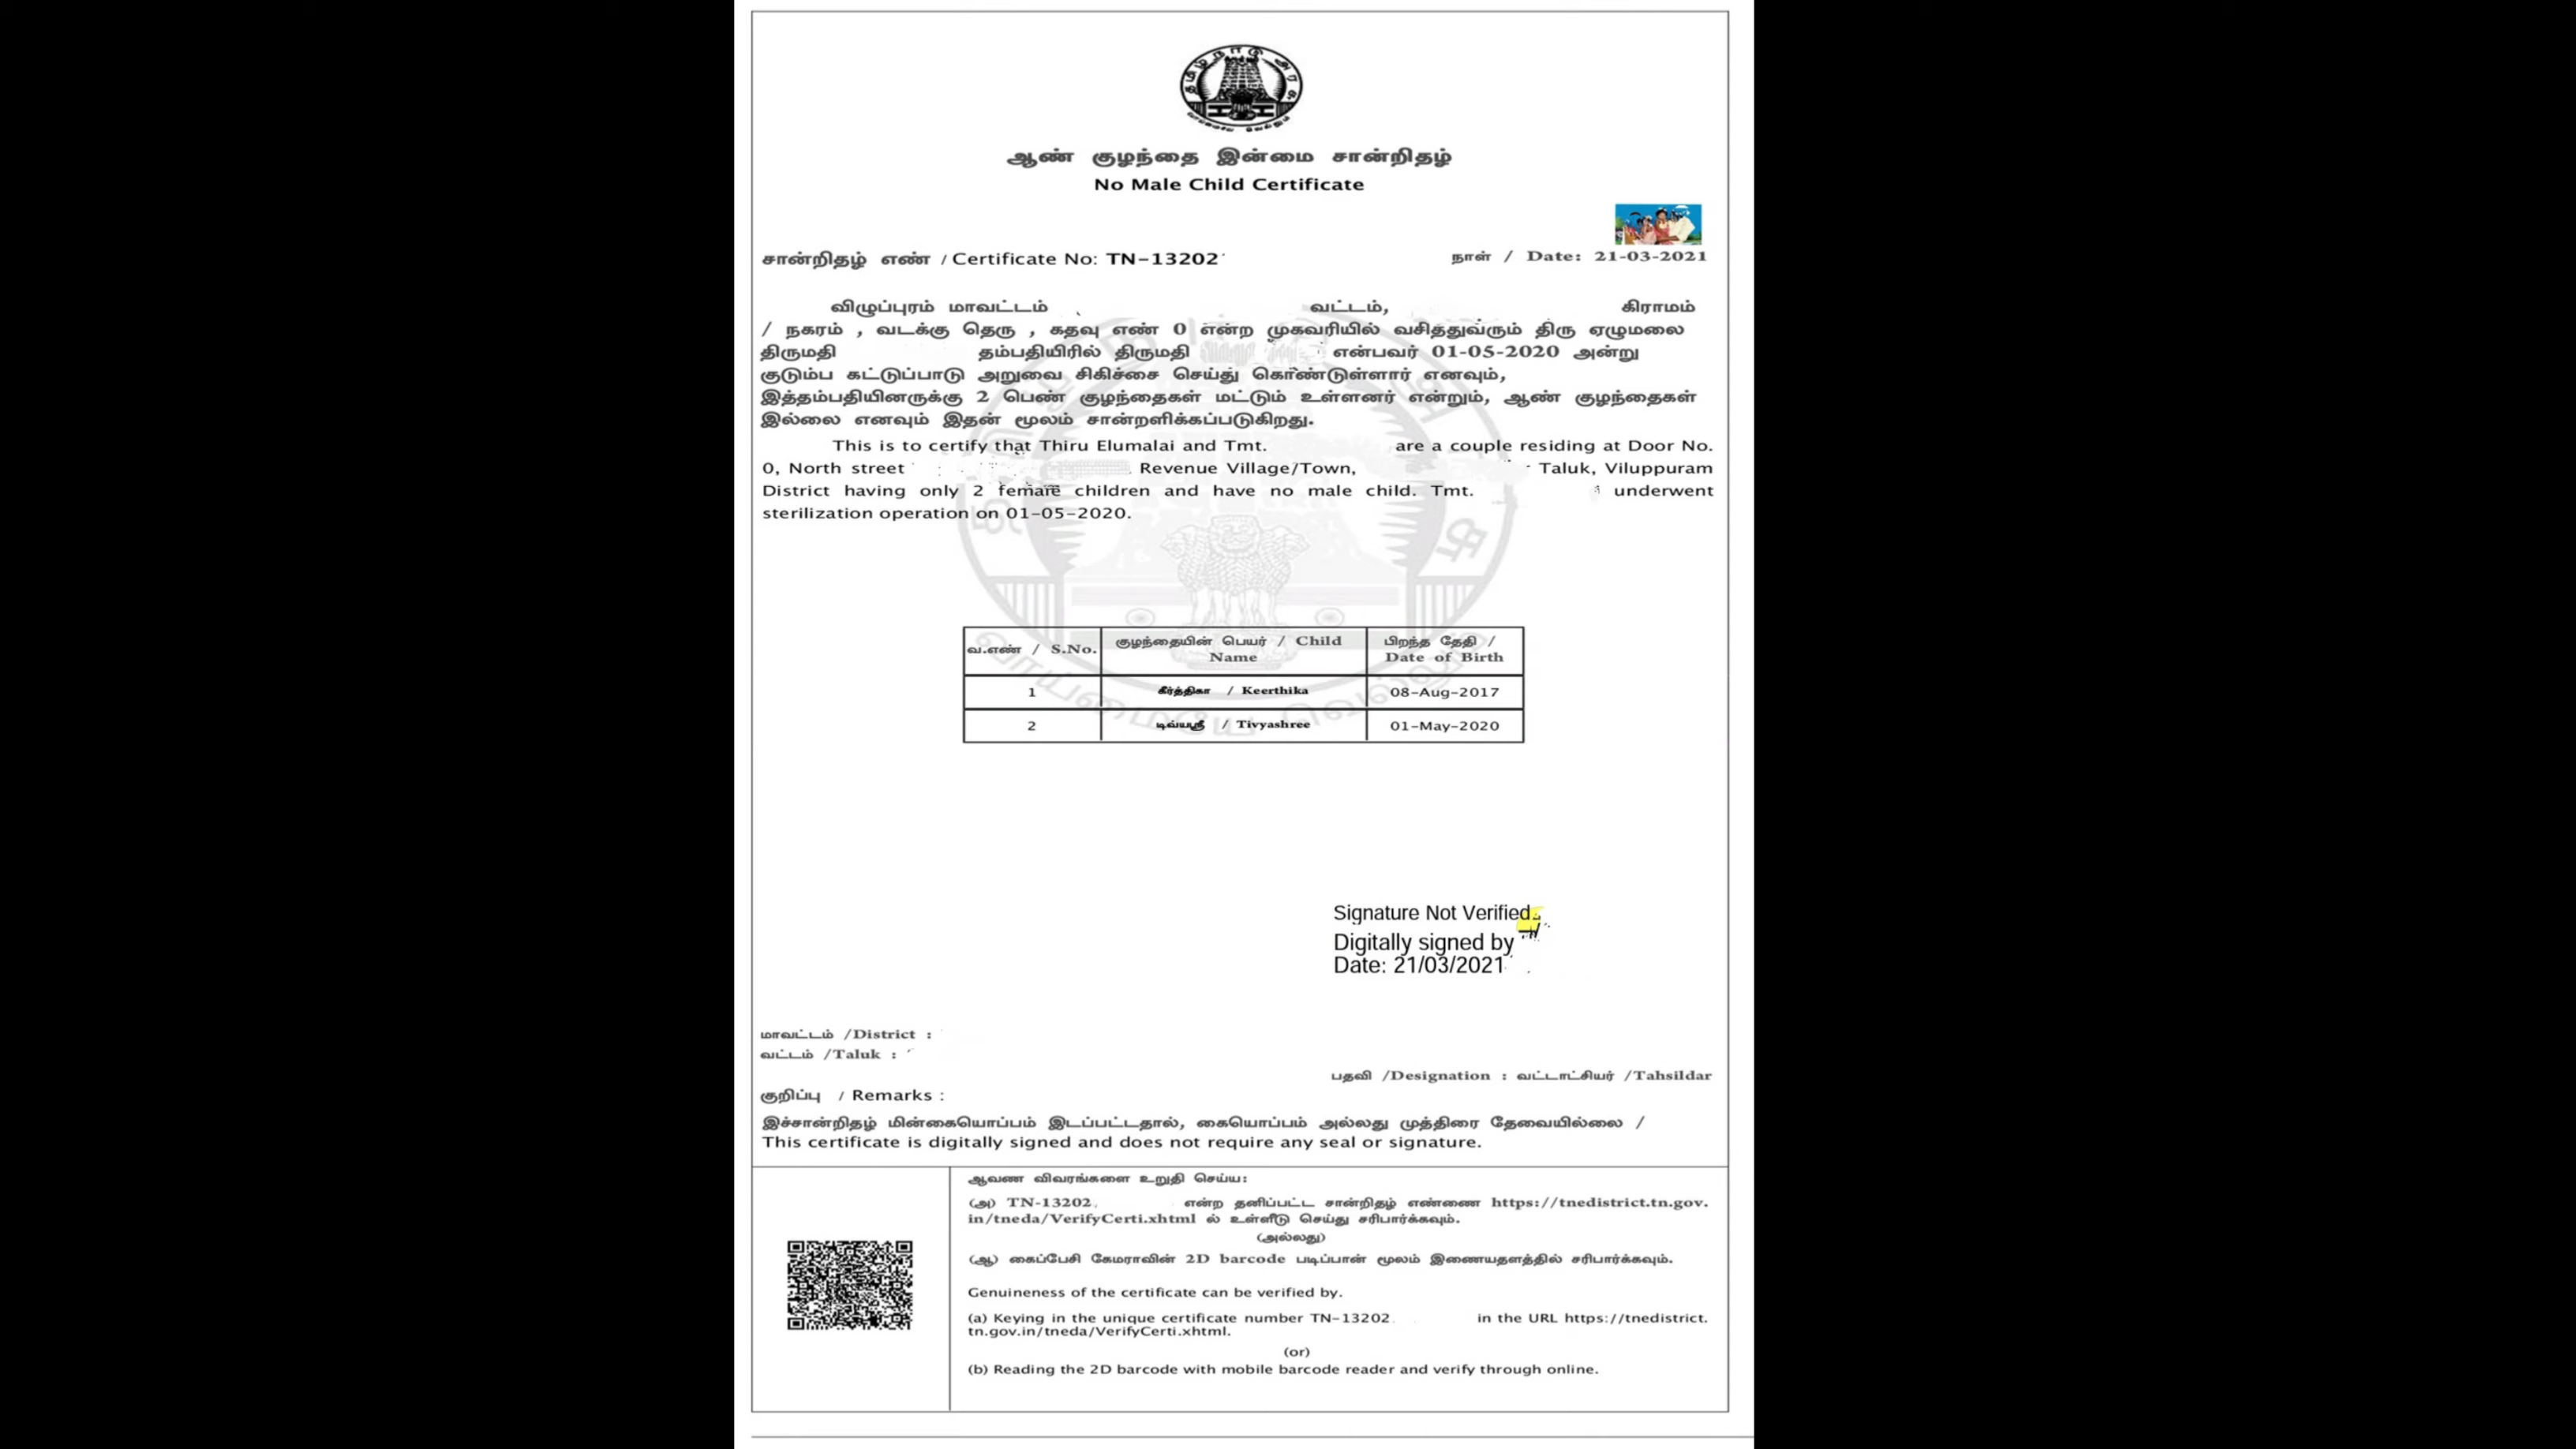 தமிழ்நாடு அரசு
வாய்மையே வெல்லும்
ஆண் குழந்தை இன்மை சான்றிதழ்
No Male Child Certificate
சான்றிதழ் எண் / Certificate No: TN-13202
நாள் / Date: 21-03-2021
விழுப்புரம் மாவட்டம் வட்டம், கிராமம்
/ நகரம் , வடக்கு தெரு , கதவு எண் 0 என்ற முகவரியில் வசித்துவரும் திரு ஏழுமலை
திருமதி தம்பதியிரில் திருமதி என்பவர் 01-05-2020 அன்று
குடும்ப கட்டுப்பாடு அறுவை சிகிச்சை செய்து கொண்டுள்ளார் எனவும்,
இத்தம்பதியினருக்கு 2 பெண் குழந்தைகள் மட்டும் உள்ளனர் என்றும், ஆண் குழந்தைகள்
இல்லை எனவும் இதன் மூலம் சான்றளிக்கப்படுகிறது.
This is to certify that Thiru Elumalai and Tmt. are a couple residing at Door No.
0, North street Revenue Village/Town, Taluk, Viluppuram
District having only 2 female children and have no male child. Tmt. underwent
sterilization operation on 01-05-2020.
வ.எண் / S.No.
குழந்தையின் பெயர் / Child
Name
பிறந்த தேதி /
Date of Birth
1 கீர்த்திகா / Keerthika 08-Aug-2017
2 டிவ்யஸ்ரீ / Tivyashree 01-May-2020
Signature Not Verified
Digitally signed by
Date: 21/03/2021
மாவட்டம் /District :
வட்டம் /Taluk :
பதவி /Designation : வட்டாட்சியர் /Tahsildar
குறிப்பு / Remarks :
இச்சான்றிதழ் மின்கையொப்பம் இடப்பட்டதால், கையொப்பம் அல்லது முத்திரை தேவையில்லை /
This certificate is digitally signed and does not require any seal or signature.
ஆவண விவரங்களை உறுதி செய்ய:
(அ) TN-13202 என்ற தனிப்பட்ட சான்றிதழ் எண்ணை https://tnedistrict.tn.gov.
in/tneda/VerifyCerti.xhtml ல் உள்ளீடு செய்து சரிபார்க்கவும்.
(அல்லது)
(ஆ) கைப்பேசி கேமராவின் 2D barcode படிப்பான் மூலம் இணையதளத்தில் சரிபார்க்கவும்.
Genuineness of the certificate can be verified by.
(a) Keying in the unique certificate number TN-13202 in the URL https://tnedistrict.
tn.gov.in/tneda/VerifyCerti.xhtml.
(or)
(b) Reading the 2D barcode with mobile barcode reader and verify through online.